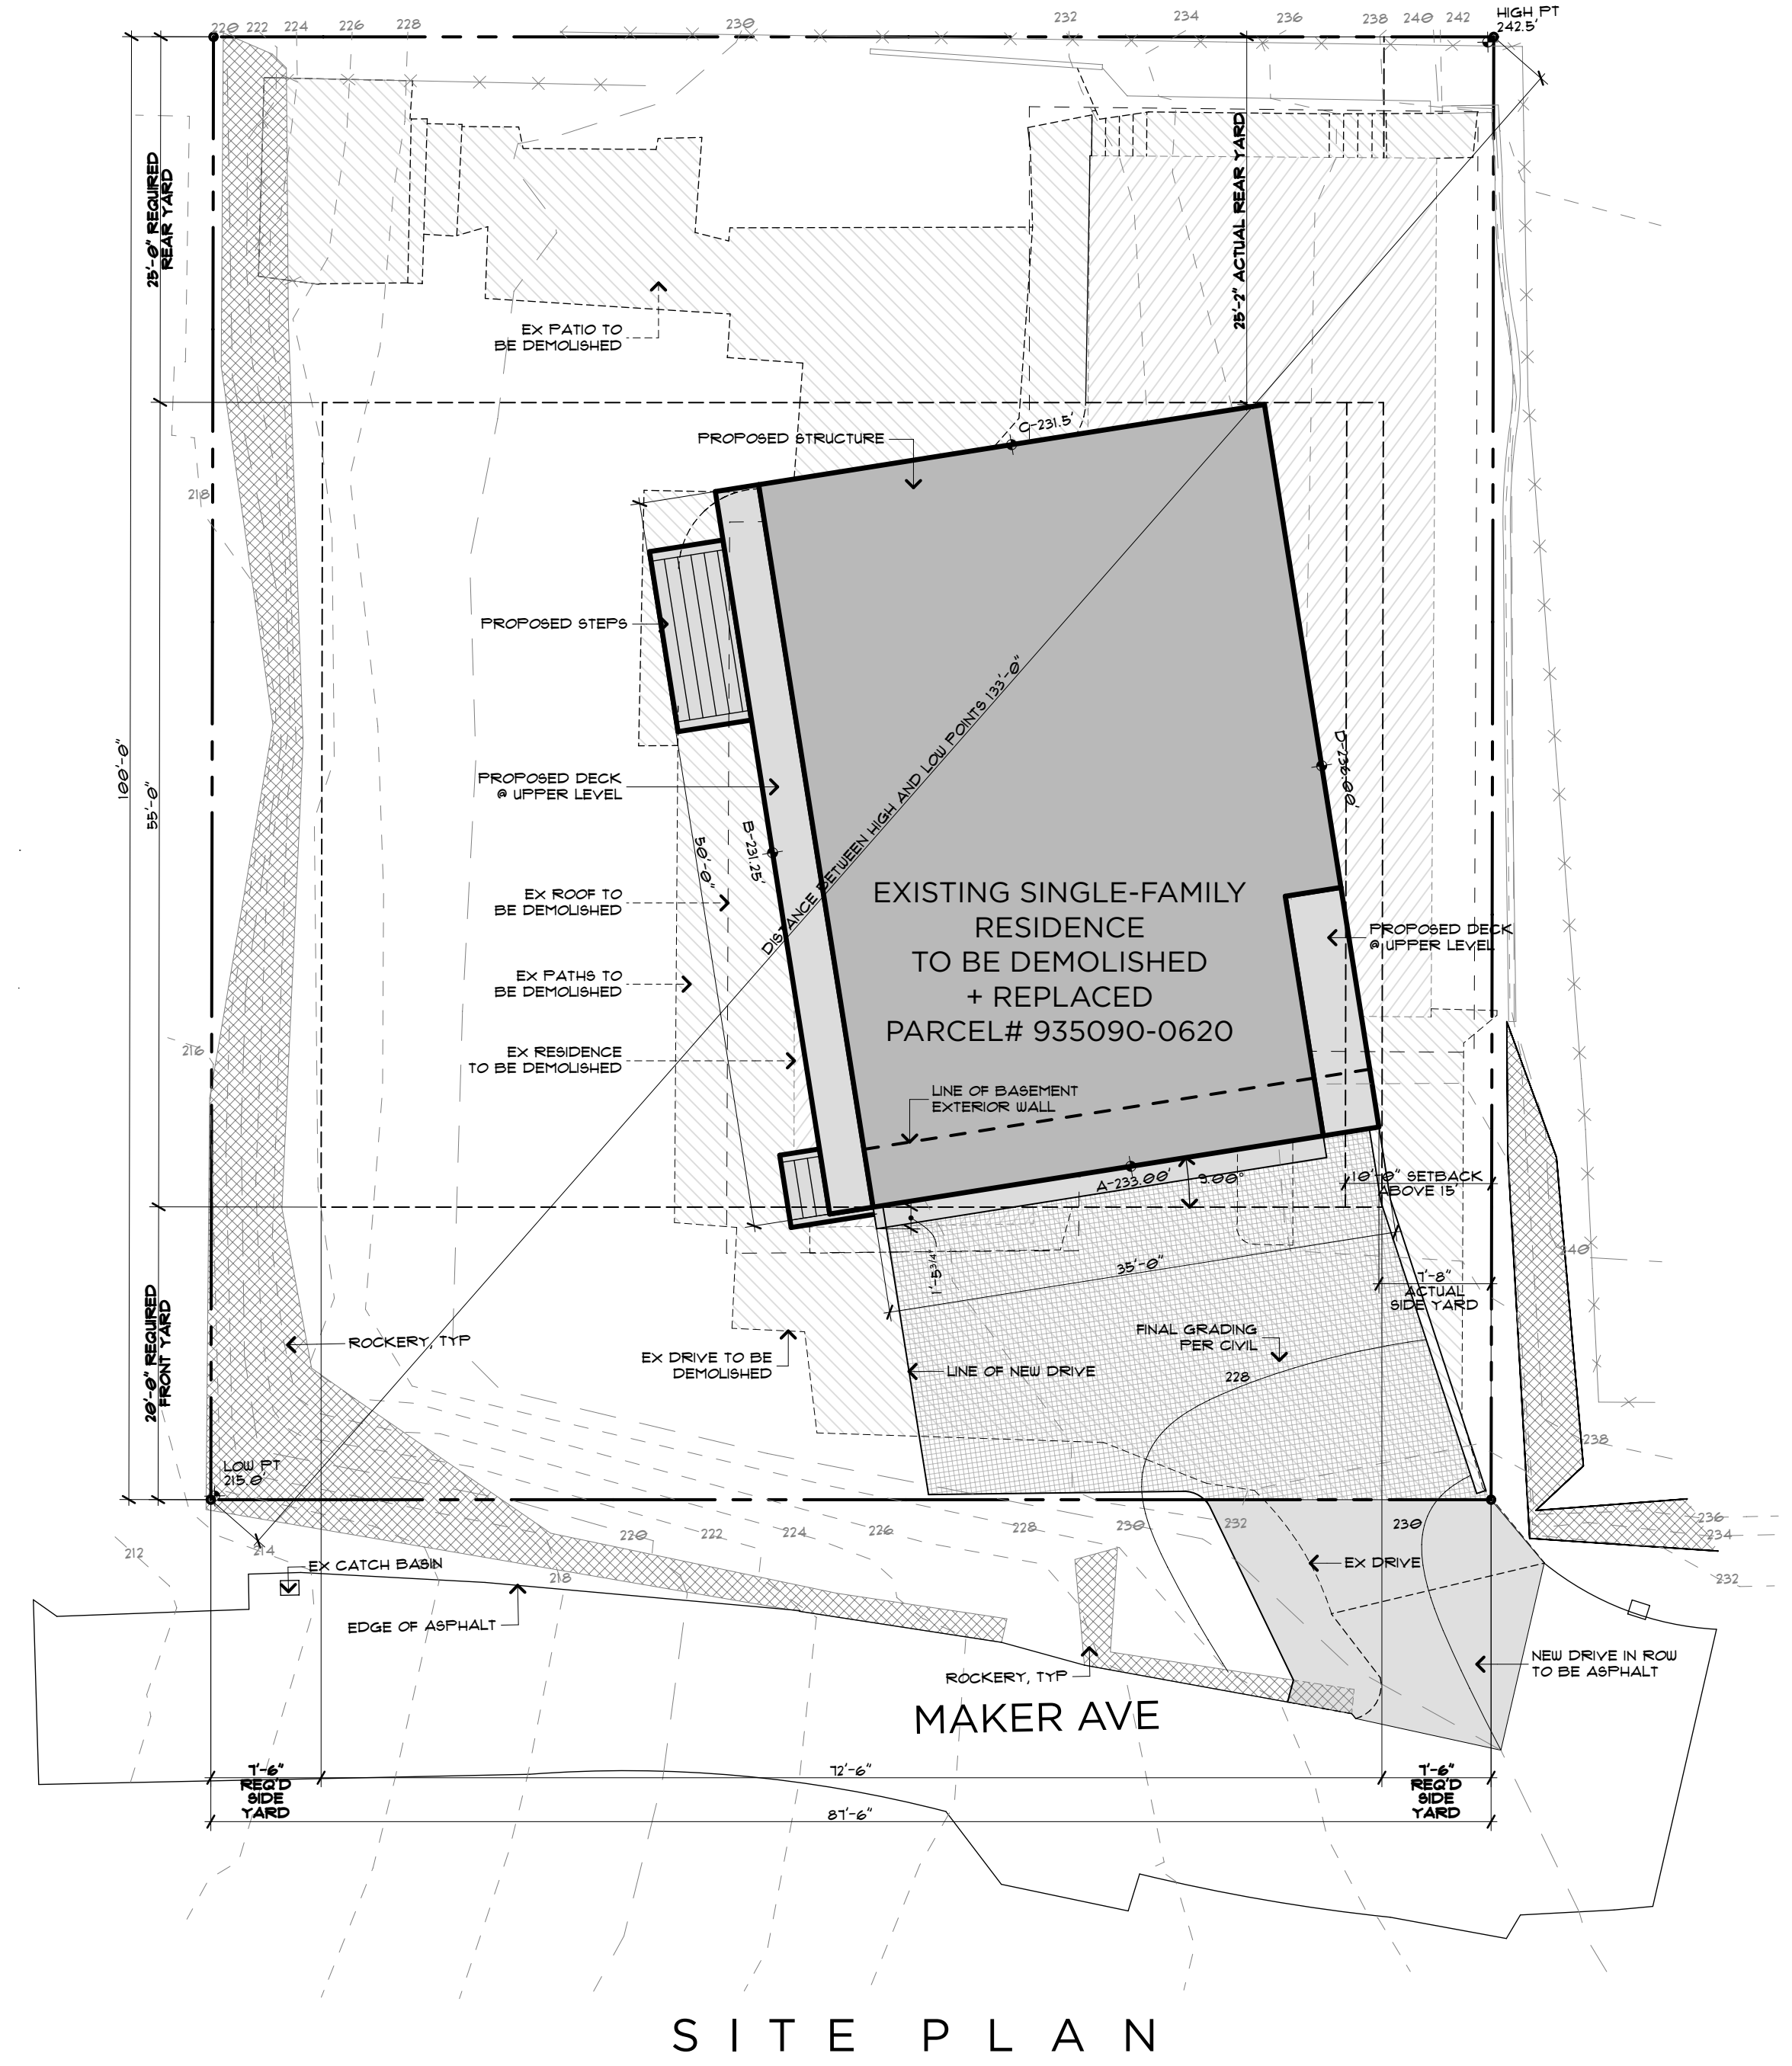 220 222 224 226 228 230 232 234 236 238 240 242
HIGH PT
242.5'
25'-0" REQUIRED
REAR YARD
25'-2" ACTUAL REAR YARD
EX PATIO TO
BE DEMOLISHED
C-231.5'
PROPOSED STRUCTURE
218
PROPOSED STEPS
DISTANCE BETWEEN HIGH AND LOW POINTS 133'-0"
100'-0"
55'-0"
PROPOSED DECK
@ UPPER LEVEL
D-236.00'
50'-0"
B-231.25'
EX ROOF TO
BE DEMOLISHED
EXISTING SINGLE-FAMILY
RESIDENCE
TO BE DEMOLISHED
+ REPLACED
PARCEL# 935090-0620
PROPOSED DECK
@ UPPER LEVEL
EX PATHS TO
BE DEMOLISHED
216
EX RESIDENCE
TO BE DEMOLISHED
LINE OF BASEMENT
EXTERIOR WALL
A-233.00'
9.00°
10'-0" SETBACK
ABOVE 15'
240
1'-5 3/4"
35'-0"
7'-8"
ACTUAL
SIDE YARD
20'-0" REQUIRED
FRONT YARD
ROCKERY, TYP
EX DRIVE TO BE
DEMOLISHED
LINE OF NEW DRIVE
FINAL GRADING
PER CIVIL
228
238
LOW PT
215.0'
212
214
218
220 222 224 226 228 230 232
230
236
234
232
EX CATCH BASIN
EX DRIVE
EDGE OF ASPHALT
ROCKERY, TYP
NEW DRIVE IN ROW
TO BE ASPHALT
MAKER AVE
7'-6"
REQ'D
SIDE
YARD
72'-6"
7'-6"
REQ'D
SIDE
YARD
87'-6"
SITE PLAN